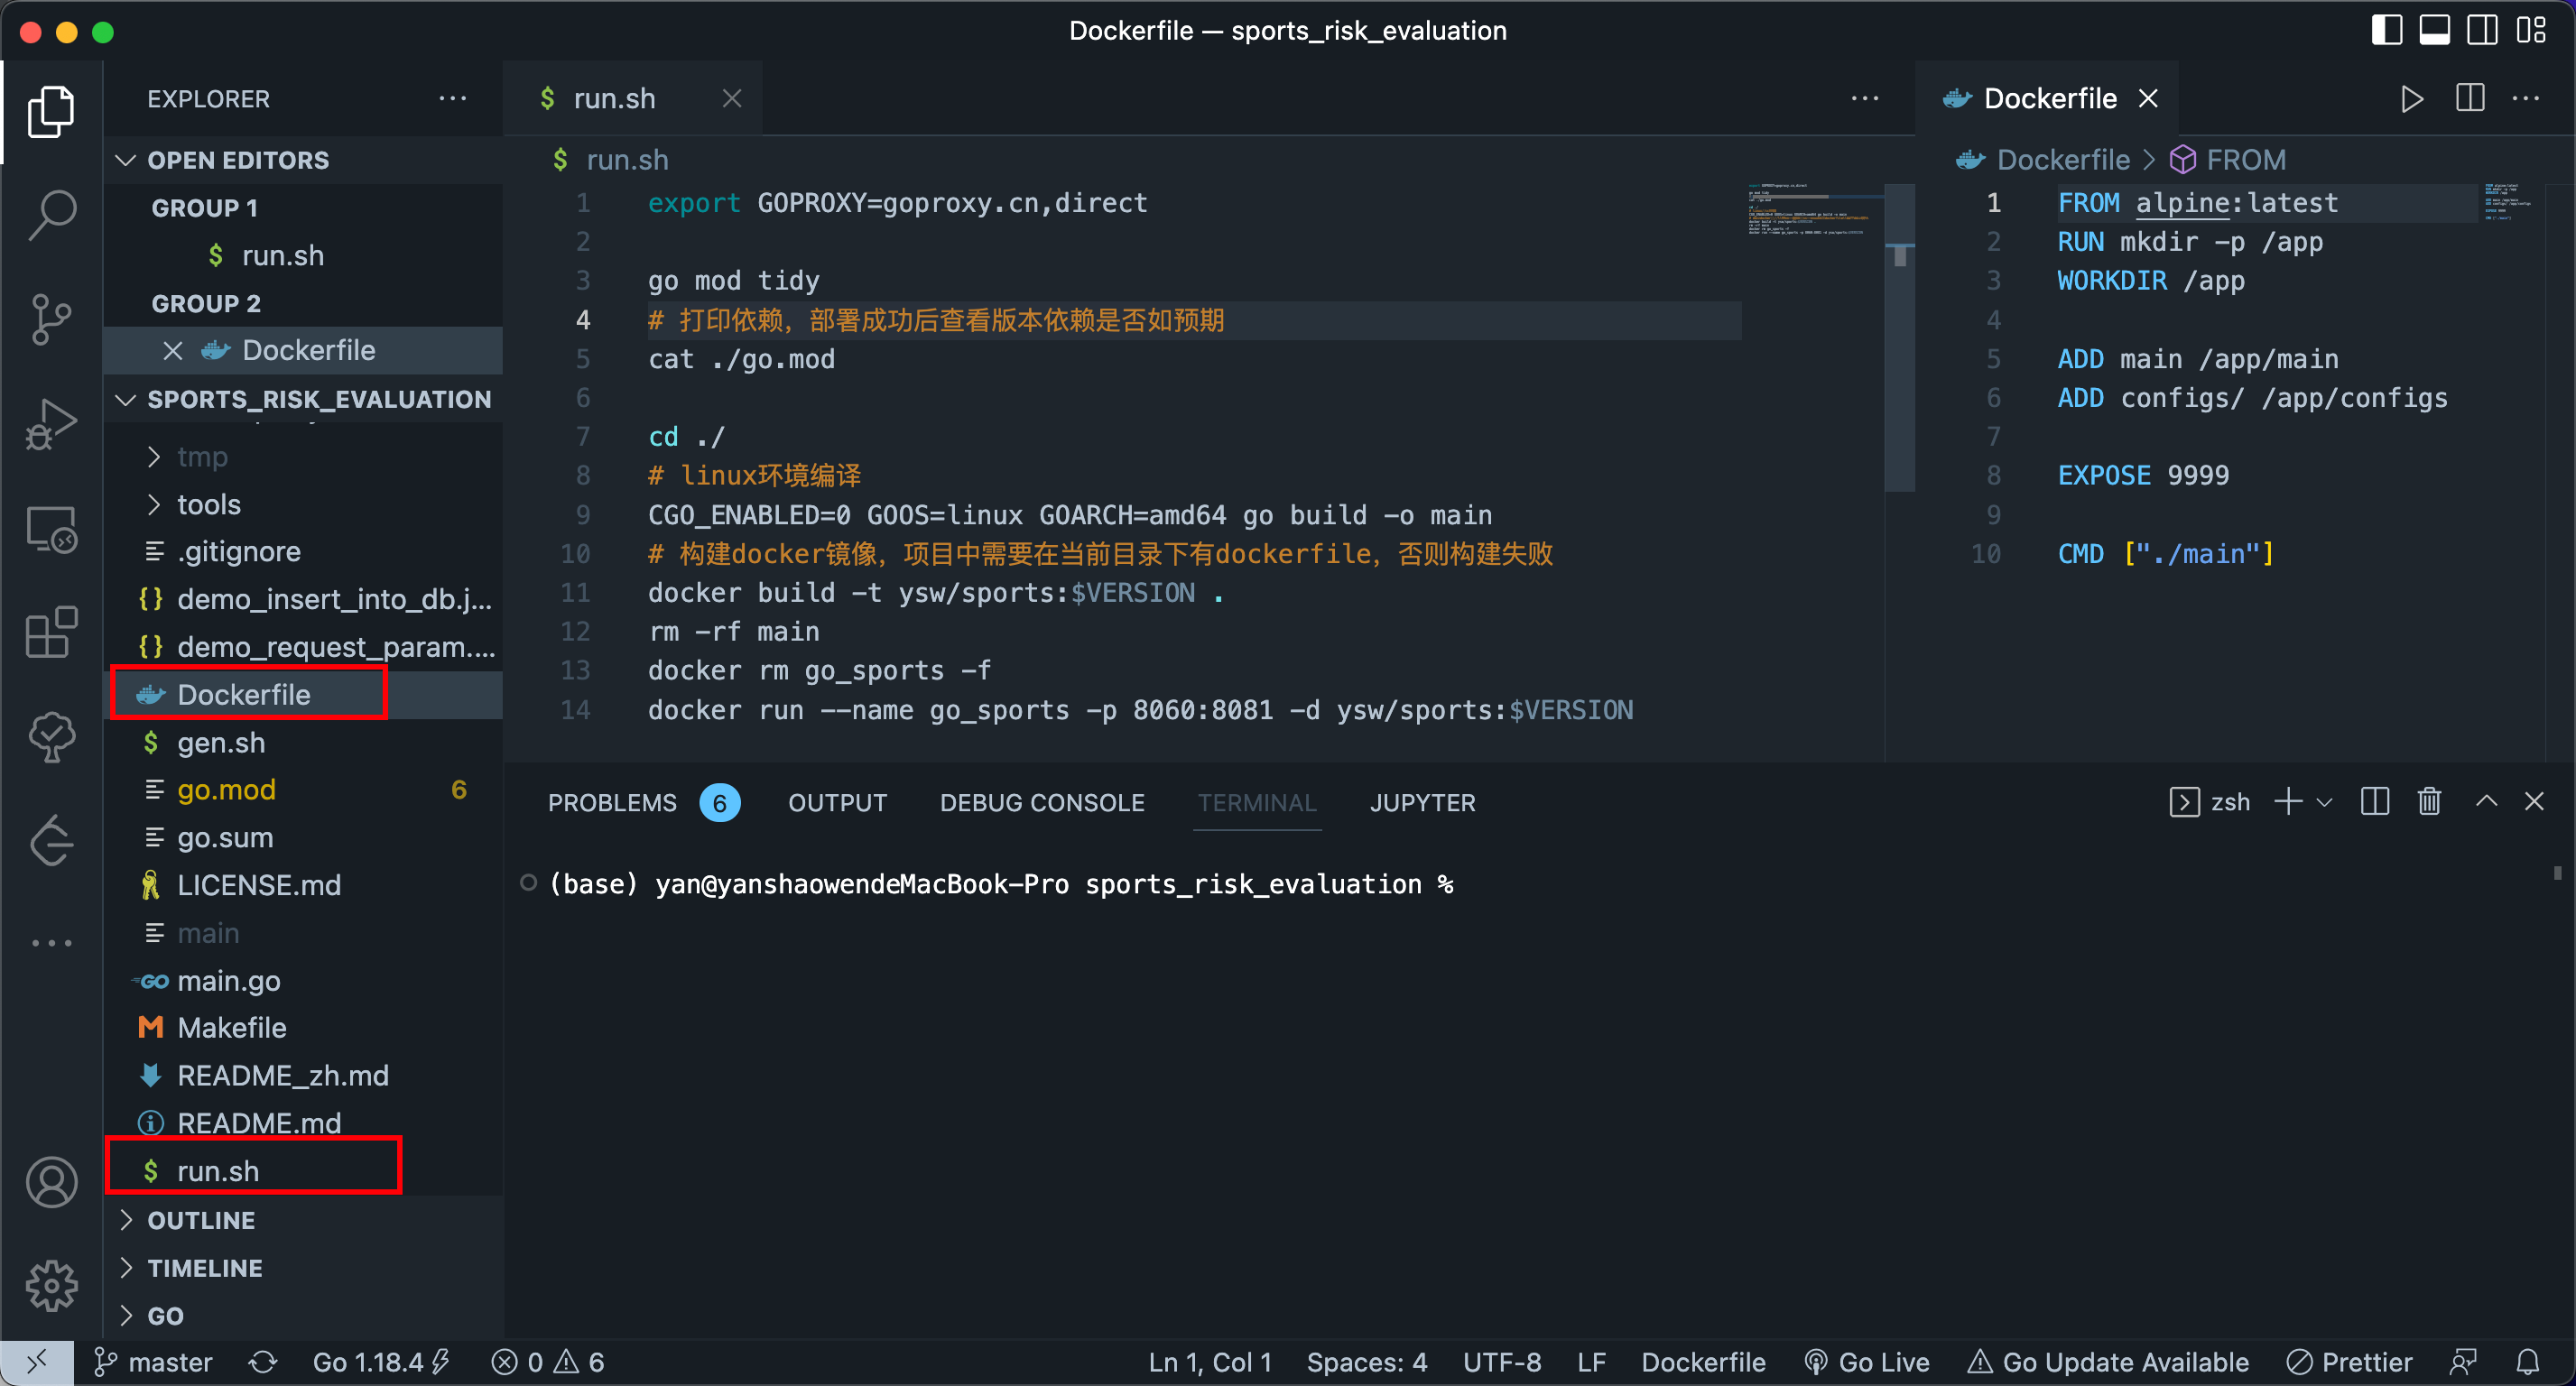 Dockerfile — sports_risk_evaluation
EXPLORER
OPEN EDITORS
GROUP 1
$ run.sh
GROUP 2
Dockerfile
SPORTS_RISK_EVALUATION
tmp
tools
.gitignore
{} demo_insert_into_db.j...
{} demo_request_param....
Dockerfile
$ gen.sh
go.mod 6
go.sum
LICENSE.md
main
GO main.go
M Makefile
README_zh.md
README.md
$ run.sh
OUTLINE
TIMELINE
GO
$ run.sh
$ run.sh
1 export GOPROXY=goproxy.cn,direct
2
3 go mod tidy
4 # 打印依赖，部署成功后查看版本依赖是否如预期
5 cat ./go.mod
6
7 cd ./
8 # linux环境编译
9 CGO_ENABLED=0 GOOS=linux GOARCH=amd64 go build -o main
10 # 构建docker镜像，项目中需要在当前目录下有dockerfile，否则构建失败
11 docker build -t ysw/sports:$VERSION .
12 rm -rf main
13 docker rm go_sports -f
14 docker run --name go_sports -p 8060:8081 -d ysw/sports:$VERSION
Dockerfile
Dockerfile > FROM
1 FROM alpine:latest
2 RUN mkdir -p /app
3 WORKDIR /app
4
5 ADD main /app/main
6 ADD configs/ /app/configs
7
8 EXPOSE 9999
9
10 CMD ["./main"]
PROBLEMS 6 OUTPUT DEBUG CONSOLE TERMINAL JUPYTER
zsh
(base) yan@yanshaowendeMacBook-Pro sports_risk_evaluation %
master Go 1.18.4 0 6 Ln 1, Col 1 Spaces: 4 UTF-8 LF Dockerfile Go Live Go Update Available Prettier